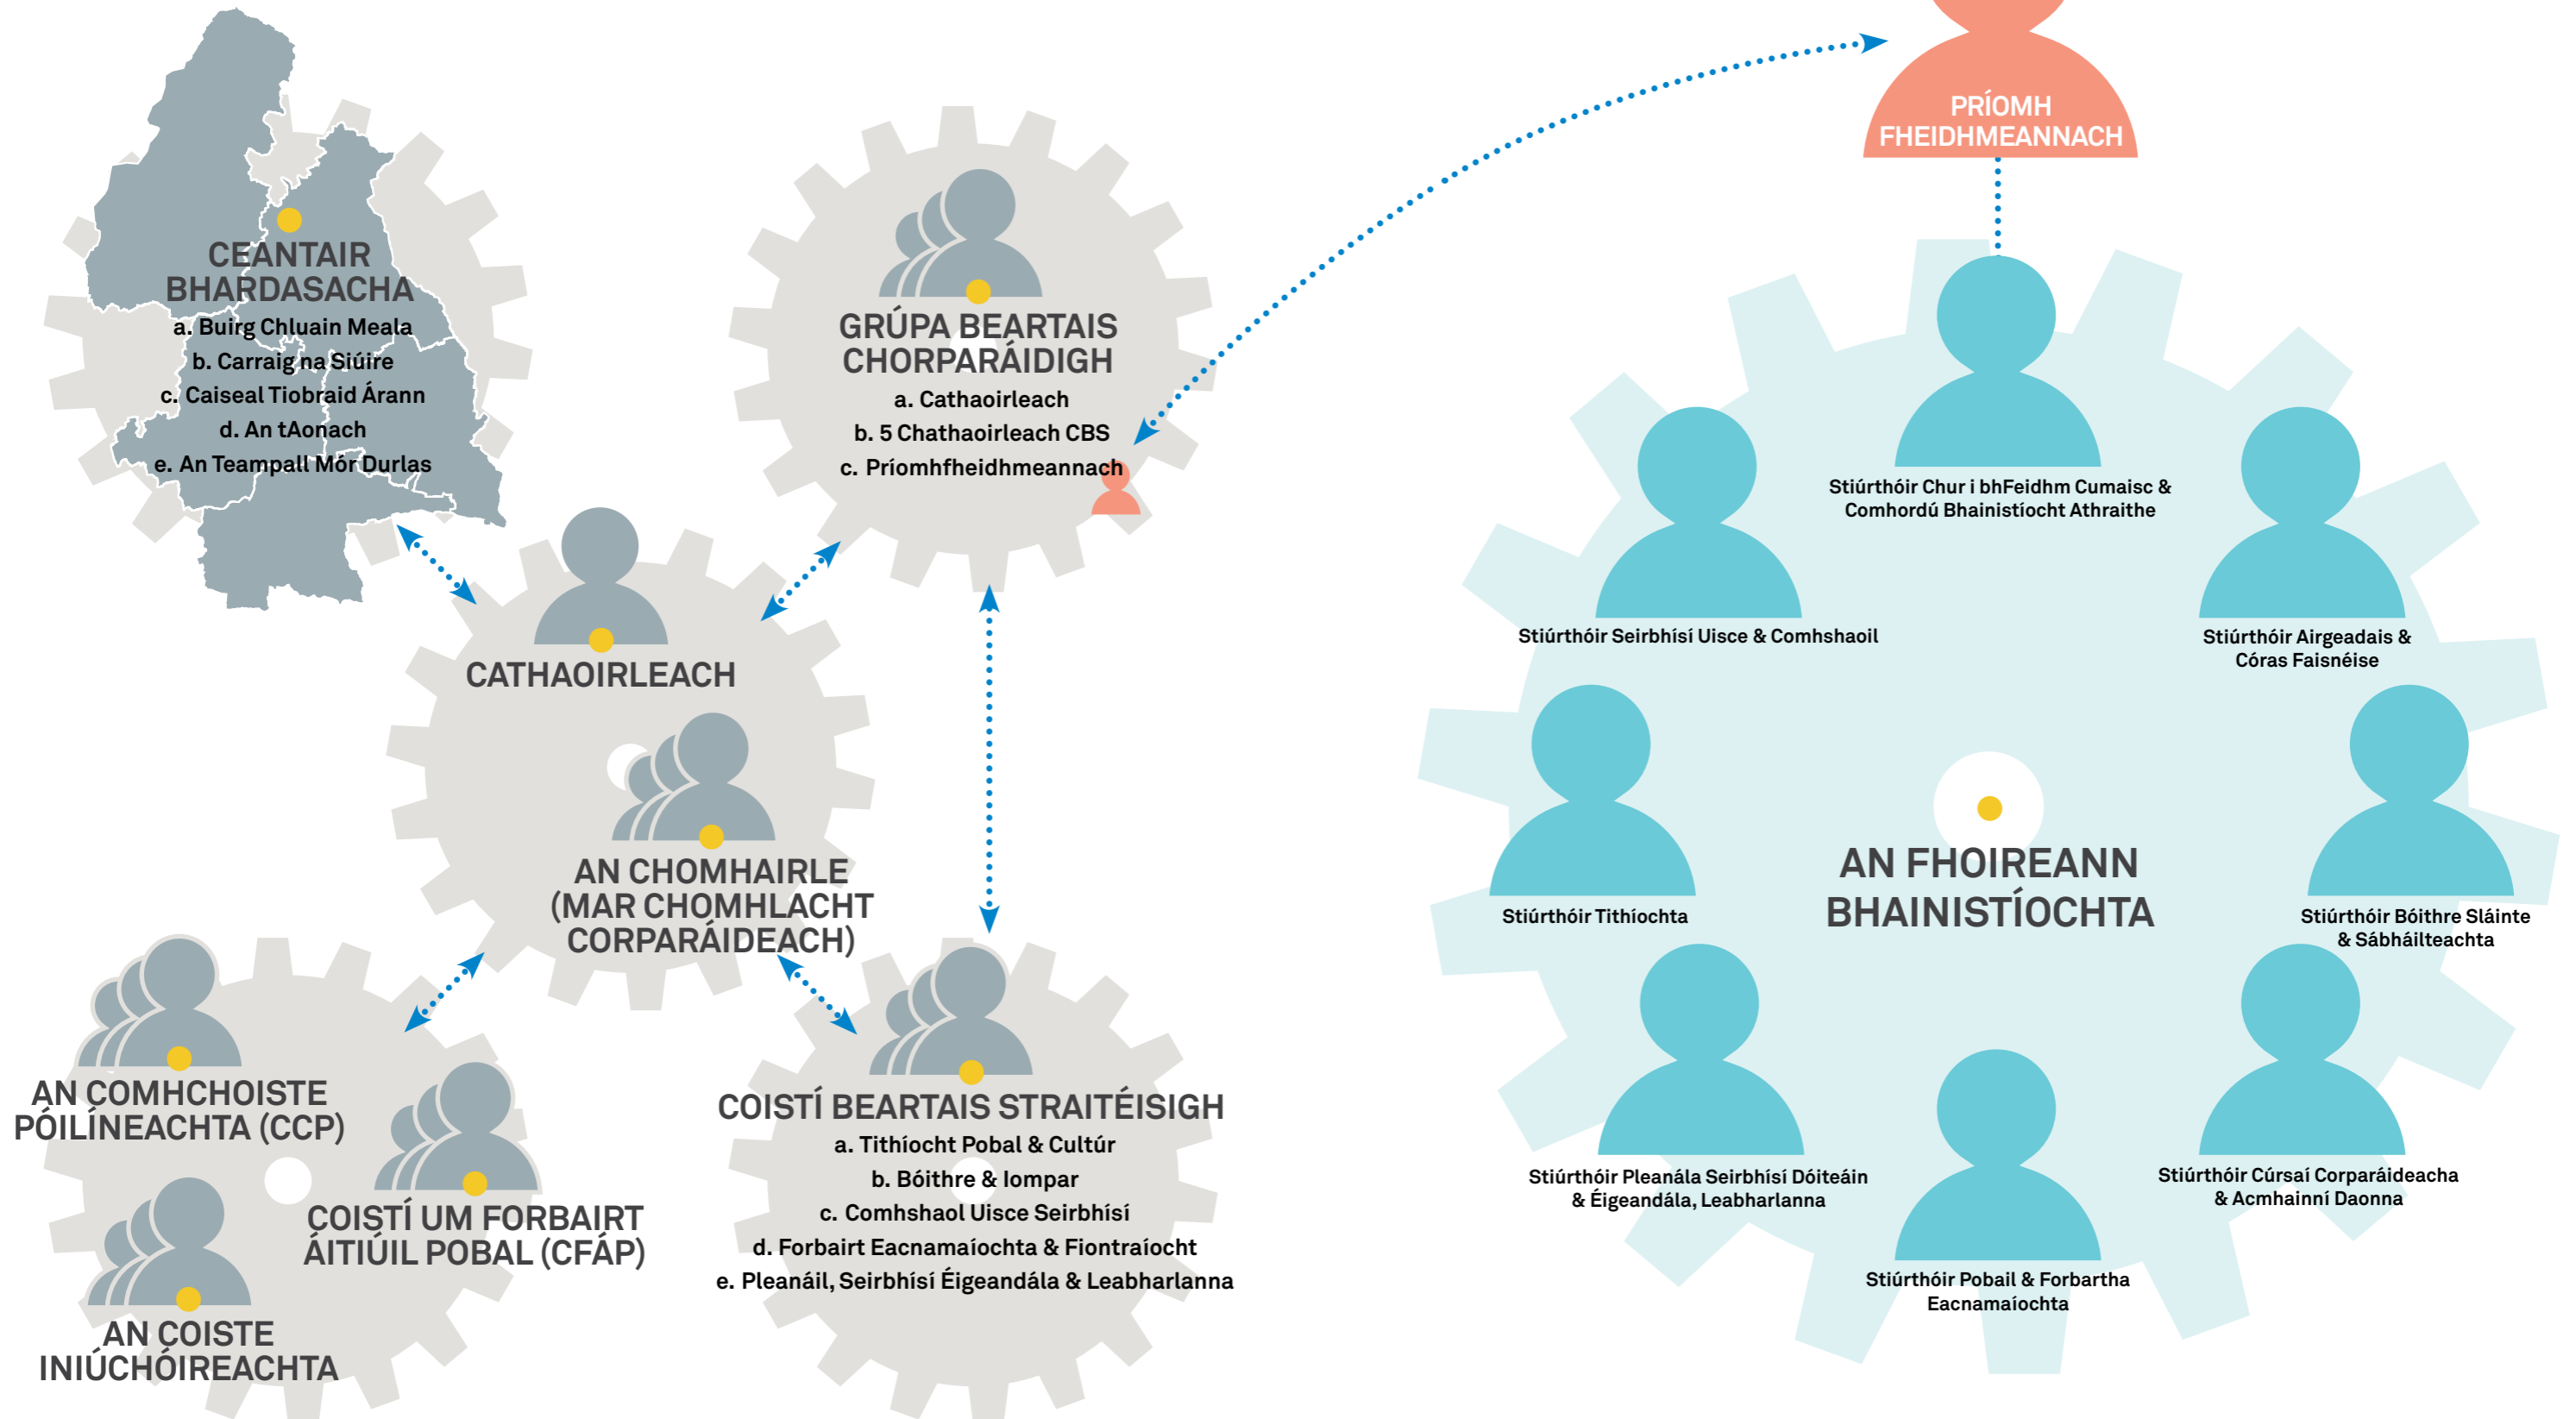 CEANTAIR
BHARDASACHA
a. Buirg Chluain Meala
b. Carraig na Siúire
c. Caiseal Tiobraid Árann
d. An tAonach
e. An Teampall Mór Durlas
GRÚPA BEARTAIS
CHORPARÁIDIGH
a. Cathaoirleach
b. 5 Chathaoirleach CBS
c. Príomhfheidhmeannach
CATHAOIRLEACH
AN CHOMHAIRLE
(MAR CHOMHLACHT
CORPARÁIDEACH)
AN COMHCHOISTE
PÓILÍNEACHTA (CCP)
COISTÍ UM FORBAIRT
ÁITIÚIL POBAL (CFÁP)
AN COISTE
INIÚCHÓIREACHTA
COISTÍ BEARTAIS STRAITÉISIGH
a. Tithíocht Pobal & Cultúr
b. Bóithre & Iompar
c. Comhshaol Uisce Seirbhísí
d. Forbairt Eacnamaíochta & Fiontraíocht
e. Pleanáil, Seirbhísí Éigeandála & Leabharlanna
PRÍOMH
FHEIDHMEANNACH
Stiúrthóir Chur i bhFeidhm Cumaisc &
Comhordú Bhainistíocht Athraithe
Stiúrthóir Seirbhísí Uisce & Comhshaoil
Stiúrthóir Airgeadais &
Córas Faisnéise
Stiúrthóir Tithíochta
AN FHOIREANN
BHAINISTÍOCHTA
Stiúrthóir Bóithre Sláinte
& Sábháilteachta
Stiúrthóir Pleanála Seirbhísí Dóiteáin
& Éigeandála, Leabharlanna
Stiúrthóir Cúrsaí Corparáideacha
& Acmhainní Daonna
Stiúrthóir Pobail & Forbartha
Eacnamaíochta